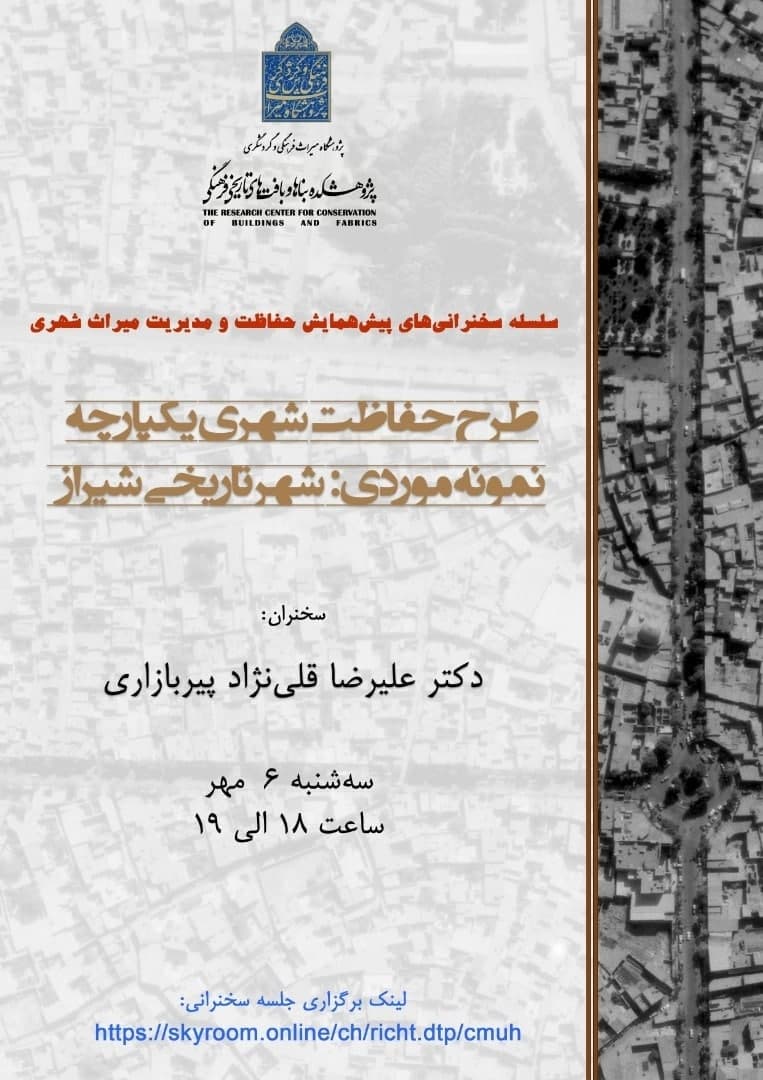 پژوهشگاه میراث فرهنگی و گردشگری
پژوهشکده بناها و بافت‌های تاریخی فرهنگی
THE RESEARCH CENTER FOR CONSERVATION
OF BUILDINGS AND FABRICS
سلسله سخنرانی‌های پیش‌همایش حفاظت و مدیریت میراث شهری
طرح حفاظت شهری یکپارچه
نمونه موردی: شهر تاریخی شیراز
سخنران:
دکتر علیرضا قلی‌نژاد پیربازاری
سه‌شنبه ۶ مهر
ساعت ۱۸ الی ۱۹
لینک برگزاری جلسه سخنرانی:
https://skyroom.online/ch/richt.dtp/cmuh